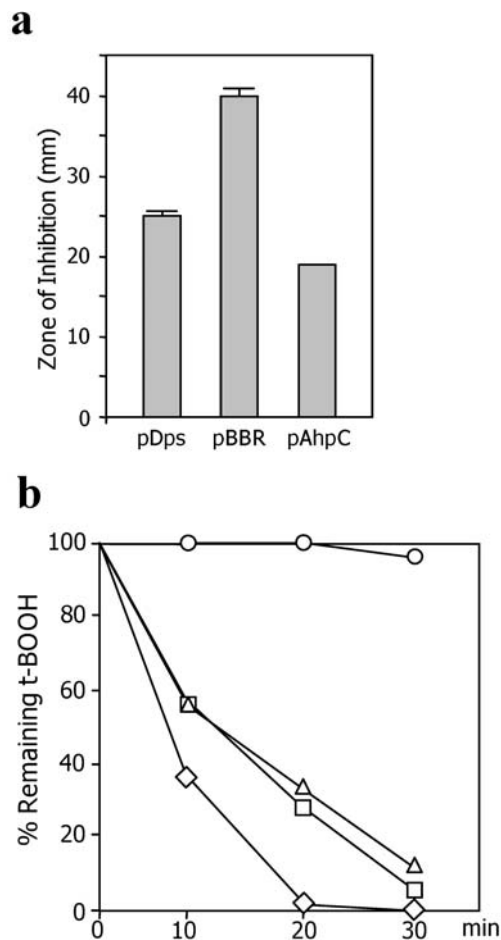 a
Zone of Inhibition (mm)
40
30
20
10
0
pDps pBBR pAhpC
b
% Remaining t-BOOH
100
80
60
40
20
0
0 10 20 30 min